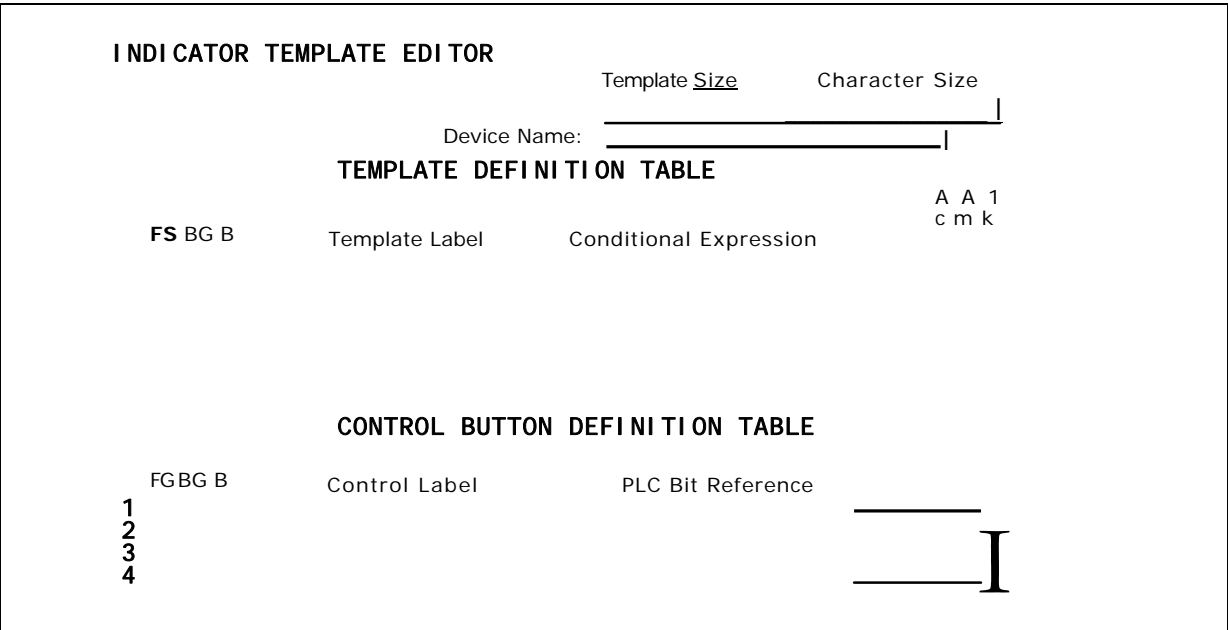 INDICATOR TEMPLATE EDITOR
Template Size Character Size
Device Name:
TEMPLATE DEFINITION TABLE
A A 1
c m k
FS BG B Template Label Conditional Expression
CONTROL BUTTON DEFINITION TABLE
FGBG B Control Label PLC Bit Reference
1
2
3
4